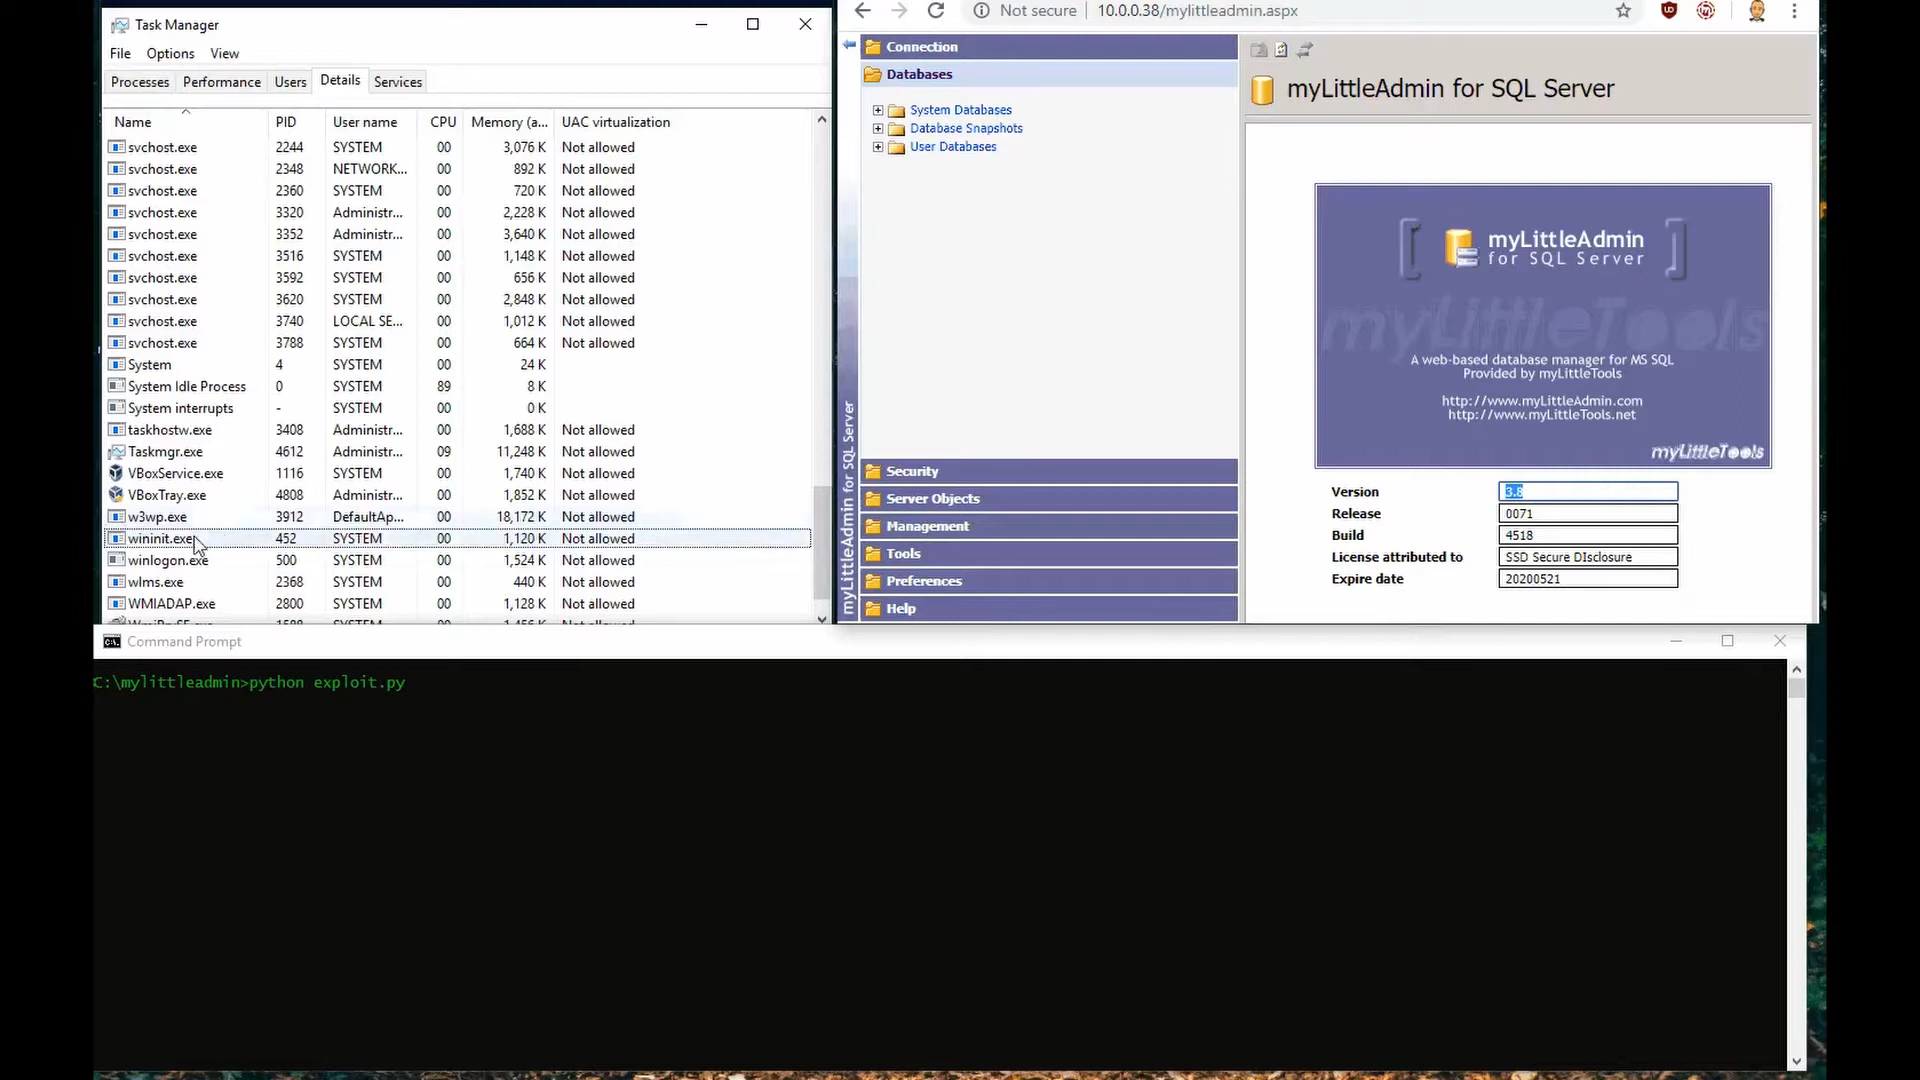 Task Manager
File Options View
Processes Performance Users Details Services
Name PID User name CPU Memory (a... UAC virtualization
svchost.exe 2244 SYSTEM 00 3,076 K Not allowed
svchost.exe 2348 NETWORK... 00 892 K Not allowed
svchost.exe 2360 SYSTEM 00 720 K Not allowed
svchost.exe 3320 Administr... 00 2,228 K Not allowed
svchost.exe 3352 Administr... 00 3,640 K Not allowed
svchost.exe 3516 SYSTEM 00 1,148 K Not allowed
svchost.exe 3592 SYSTEM 00 656 K Not allowed
svchost.exe 3620 SYSTEM 00 2,848 K Not allowed
svchost.exe 3740 LOCAL SE... 00 1,012 K Not allowed
svchost.exe 3788 SYSTEM 00 664 K Not allowed
System 4 SYSTEM 00 24 K
System Idle Process 0 SYSTEM 89 8 K
System interrupts - SYSTEM 00 0 K
taskhostw.exe 3408 Administr... 00 1,688 K Not allowed
Taskmgr.exe 4612 Administr... 09 11,248 K Not allowed
VBoxService.exe 1116 SYSTEM 00 1,740 K Not allowed
VBoxTray.exe 4808 Administr... 00 1,852 K Not allowed
w3wp.exe 3912 DefaultAp... 00 18,172 K Not allowed
wininit.exe 452 SYSTEM 00 1,120 K Not allowed
winlogon.exe 500 SYSTEM 00 1,524 K Not allowed
wlms.exe 2368 SYSTEM 00 440 K Not allowed
WMIADAP.exe 2800 SYSTEM 00 1,128 K Not allowed
Not secure 10.0.0.38/mylittleadmin.aspx
Connection
Databases
System Databases
Database Snapshots
User Databases
Security
Server Objects
Management
Tools
Preferences
Help
myLittleAdmin for SQL Server
myLittleAdmin for SQL Server
myLittleAdmin
for SQL Server
myLittleTools
A web-based database manager for MS SQL
Provided by myLittleTools
http://www.myLittleAdmin.com
http://www.myLittleTools.net
myLittleTools
Version 3.8
Release 0071
Build 4518
License attributed to SSD Secure DIsclosure
Expire date 20200521
Command Prompt
C:\mylittleadmin>python exploit.py